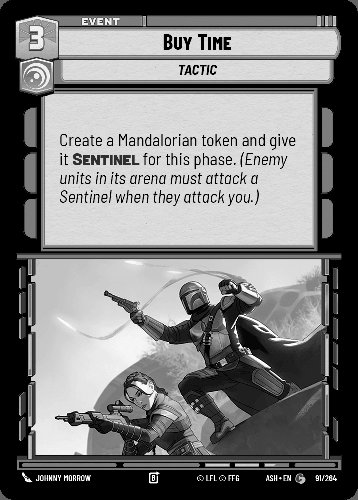 EVENT
3
BUY TIME
TACTIC
Create a Mandalorian token and give
it SENTINEL for this phase. (Enemy
units in its arena must attack a
Sentinel when they attack you.)
JOHNNY MORROW
© LFL © FFG
ASH • EN
91/264